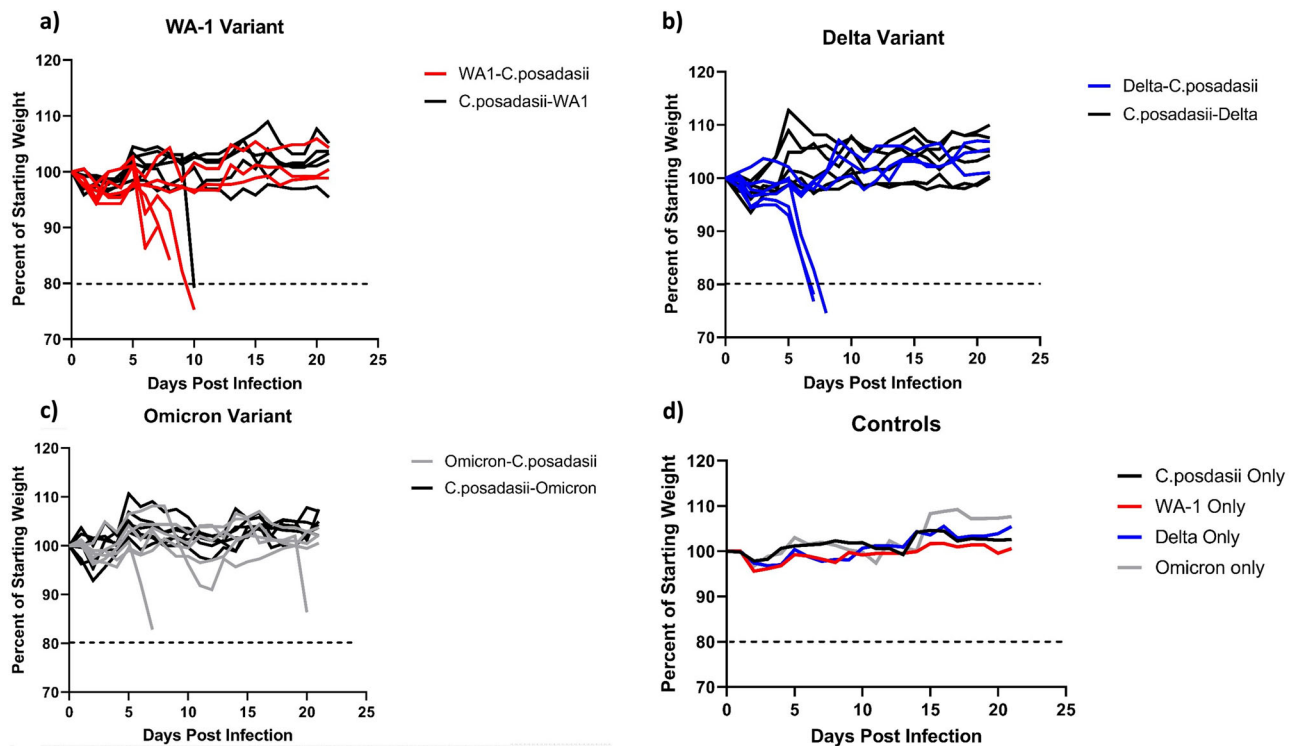 a)
WA-1 Variant
Percent of Starting Weight
120
110
100
90
80
70
0 5 10 15 20 25
Days Post Infection
WA1-C.posadasii
C.posadasii-WA1
b)
Delta Variant
Percent of Starting Weight
120
110
100
90
80
70
0 5 10 15 20 25
Days Post Infection
Delta-C.posadasii
C.posadasii-Delta
c)
Omicron Variant
Percent of Starting Weight
120
110
100
90
80
70
0 5 10 15 20 25
Days Post Infection
Omicron-C.posadasii
C.posadasii-Omicron
d)
Controls
Percent of Starting Weight
120
110
100
90
80
70
0 5 10 15 20 25
Days Post Infection
C.posdasii Only
WA-1 Only
Delta Only
Omicron only